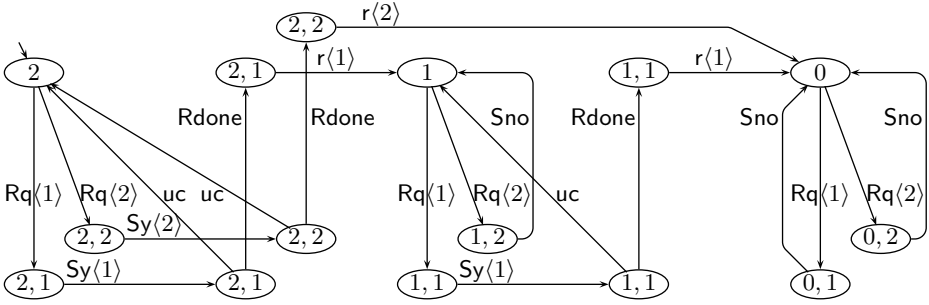 2, 2 r⟨2⟩
2 2, 1 r⟨1⟩ 1 1, 1 r⟨1⟩ 0
Rdone Rdone Sno Rdone Sno Sno
Rq⟨1⟩ Rq⟨2⟩ uc uc Rq⟨1⟩ Rq⟨2⟩ uc Rq⟨1⟩ Rq⟨2⟩
2, 2 Sy⟨2⟩ 2, 2 1, 2 0, 2
2, 1 Sy⟨1⟩ 2, 1 1, 1 Sy⟨1⟩ 1, 1 0, 1